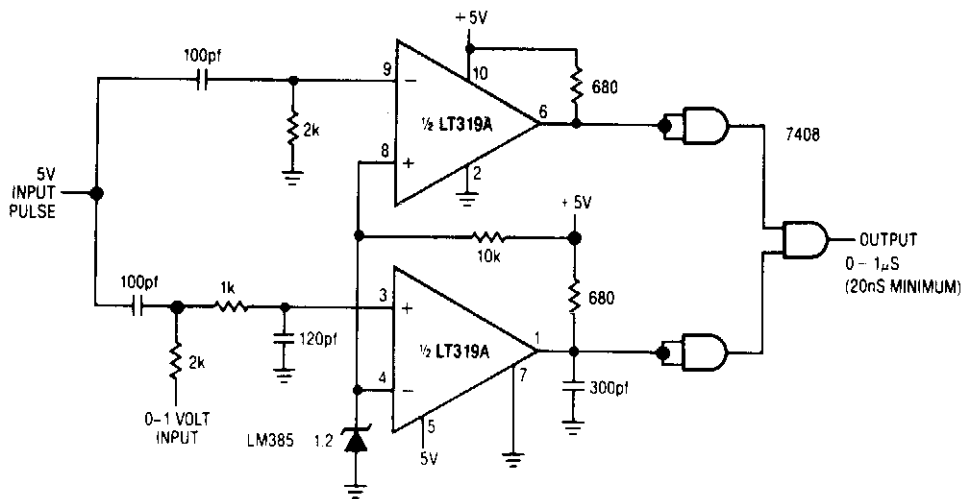 +5V
100pf
9
−
10
680
½ LT319A
6
7408
2k
8
+
2
5V
INPUT
PULSE
+5V
10k
OUTPUT
0–1µS
(20nS MINIMUM)
100pf
1k
3
+
680
120pf
½ LT319A
1
2k
4
−
7
300pf
0–1 VOLT
INPUT
LM385 1.2
5
5V